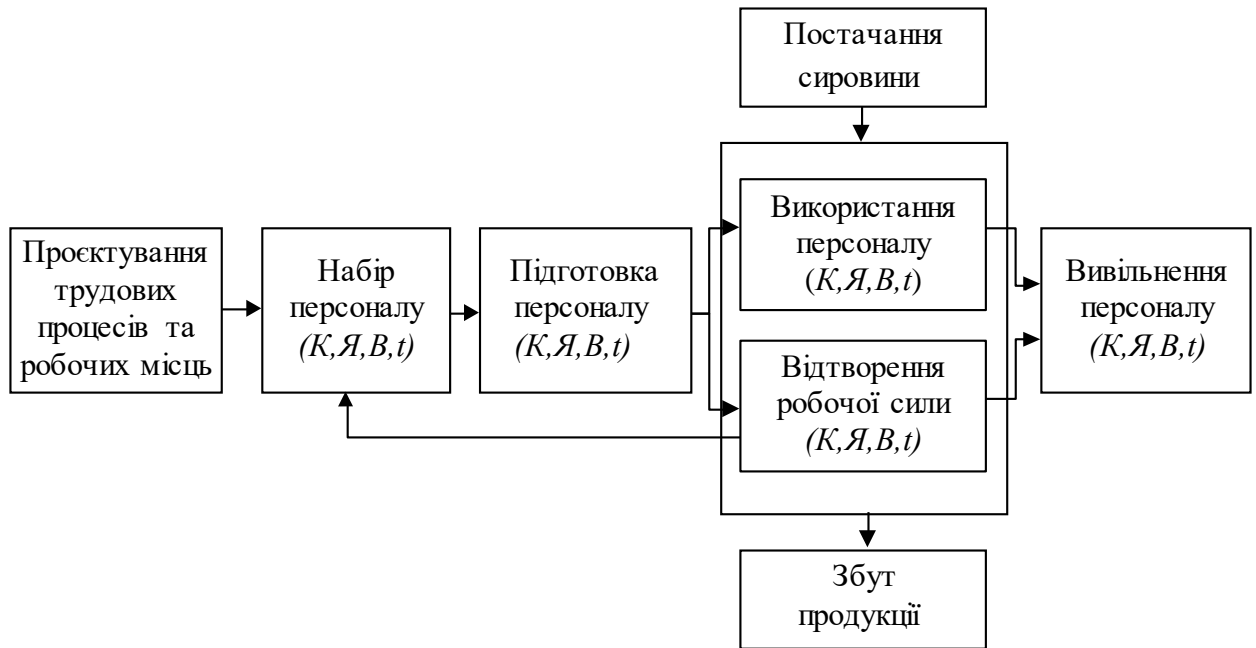 Постачання
сировини
Проєктування
трудових
процесів та
робочих місць
Набір
персоналу
(К,Я,В,t)
Підготовка
персоналу
(К,Я,В,t)
Використання
персоналу
(К,Я,В,t)
Відтворення
робочої сили
(К,Я,В,t)
Вивільнення
персоналу
(К,Я,В,t)
Збут
продукції